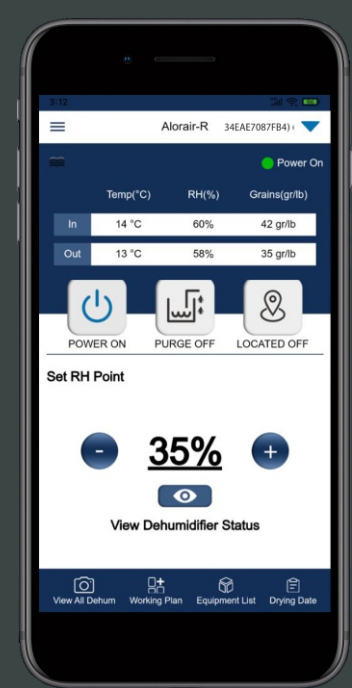 3:12
Alorair-R 34EAE7087FB4)
Power On
Temp(°C) RH(%) Grains(gr/lb)
In 14 °C 60% 42 gr/lb
Out 13 °C 58% 35 gr/lb
POWER ON PURGE OFF LOCATED OFF
Set RH Point
- 35% +
View Dehumidifier Status
View All Dehum Working Plan Equipment List Drying Date